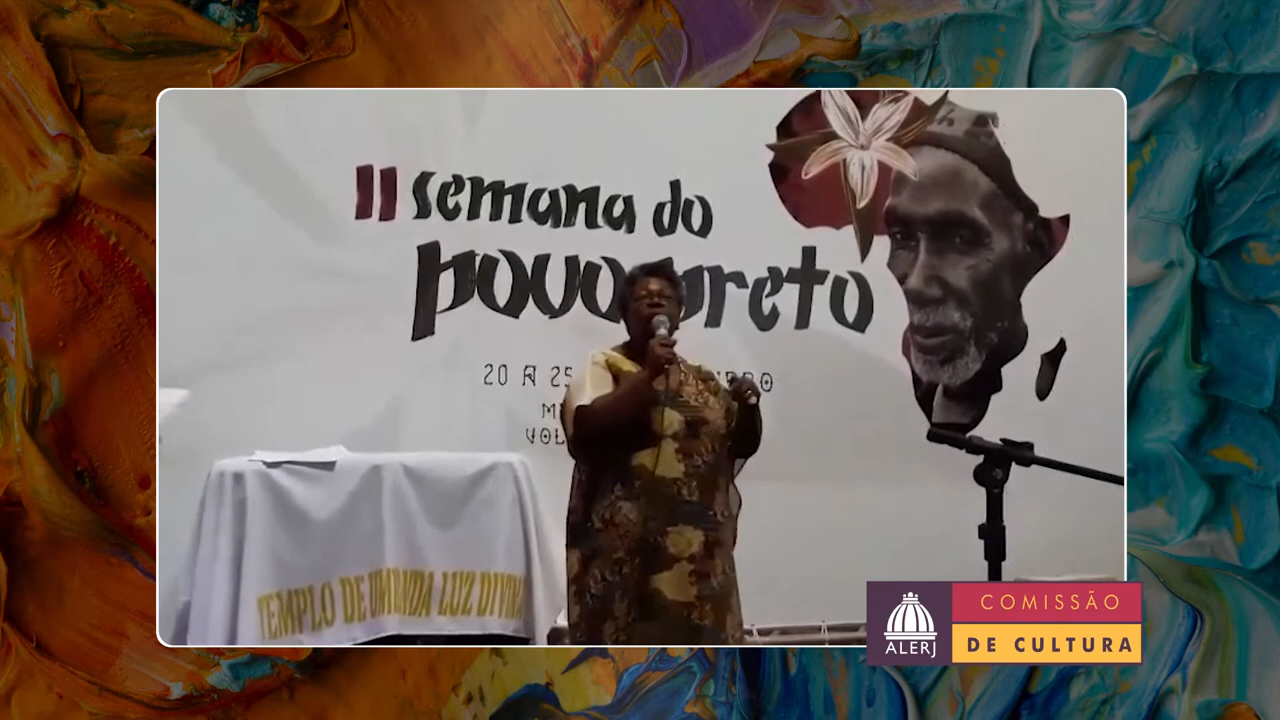 II semana do
povo preto
20 A 25
TEMPLO DE UMBANDA LUZ DIVINA
ALERJ
COMISSÃO
DE CULTURA